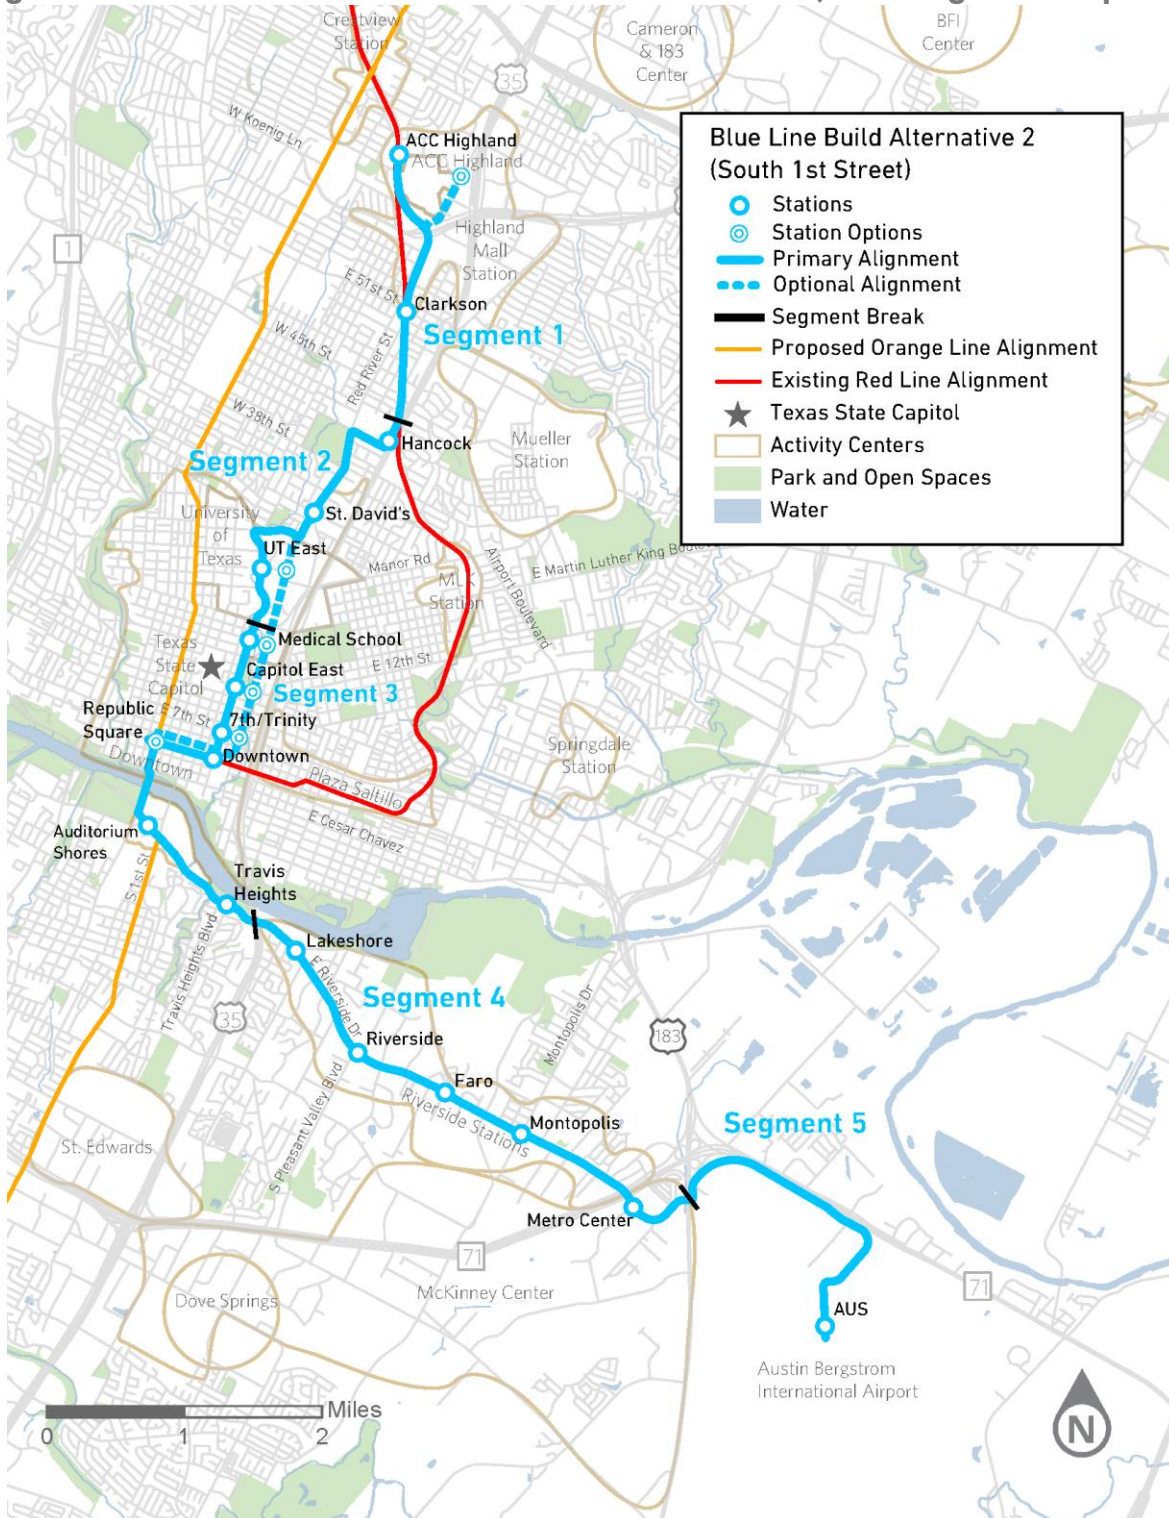 Crestview
Station
Cameron
& 183
Center
BFI
Center
35
W Koenig Ln
ACC Highland
ACC Highland
1
Highland
Mall
Station
E 51st St
Clarkson
Segment 1
W 45th St
Red River St
W 38th St
Hancock
Mueller
Station
Segment 2
University
of
Texas
St. David's
UT East
Manor Rd
MLK
Station
Airport Boulevard
E Martin Luther King Boulevard
Texas
State
Capitol
Medical School
E 12th St
Capitol East
Segment 3
Republic
Square
E 7th St
7th/Trinity
Downtown
Downtown
Plaza Saltillo
Springdale
Station
E Cesar Chavez
Auditorium
Shores
S 1st St
Travis
Heights
Travis Heights Blvd
Lakeshore
E Riverside Dr
Segment 4
35
Riverside
Montopolis Dr
183
S Pleasant Valley Blvd
Faro
Riverside Stations
Montopolis
Segment 5
St. Edwards
Metro Center
71
McKinney Center
71
Dove Springs
AUS
Austin Bergstrom
International Airport
Miles
0 1 2
N
Blue Line Build Alternative 2
(South 1st Street)
Stations
Station Options
Primary Alignment
Optional Alignment
Segment Break
Proposed Orange Line Alignment
Existing Red Line Alignment
Texas State Capitol
Activity Centers
Park and Open Spaces
Water